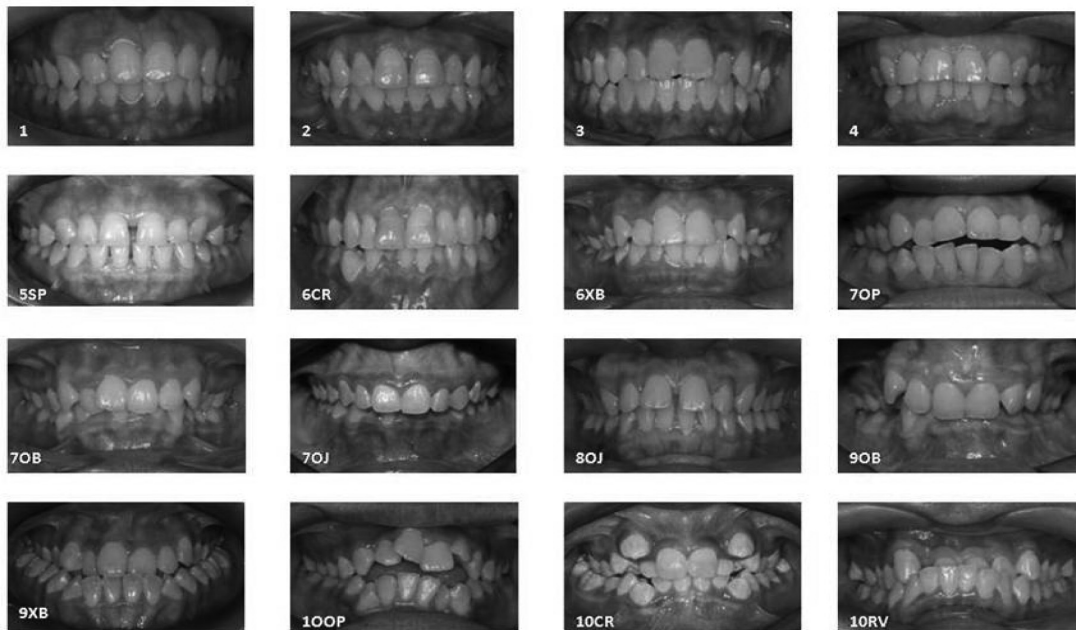 1
2
3
4
5SP
6CR
6XB
7OP
7OB
7OJ
8OJ
9OB
9XB
10OP
10CR
10RV